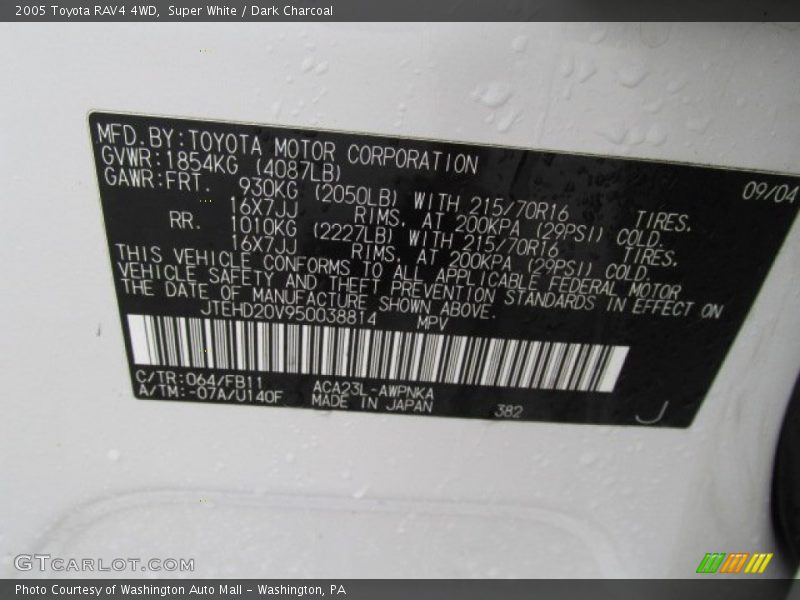 2005 Toyota RAV4 4WD,  Super White / Dark Charcoal
MFD.BY:TOYOTA MOTOR CORPORATION 09/04
GVWR:1854KG (4087LB)
GAWR:FRT. 930KG (2050LB) WITH 215/70R16 TIRES,
16X7JJ RIMS, AT 200KPA (29PSI) COLD.
RR. 1010KG (2227LB) WITH 215/70R16 TIRES,
16X7JJ RIMS, AT 200KPA (29PSI) COLD.
THIS VEHICLE CONFORMS TO ALL APPLICABLE FEDERAL MOTOR
VEHICLE SAFETY AND THEFT PREVENTION STANDARDS IN EFFECT ON
THE DATE OF MANUFACTURE SHOWN ABOVE.
JTEHD20V950038814 MPV
C/TR:064/FB11 ACA23L-AWPNKA
A/TM:-07A/U140F MADE IN JAPAN 382 J
GTCARLOT.COM
Photo Courtesy of Washington Auto Mall - Washington, PA